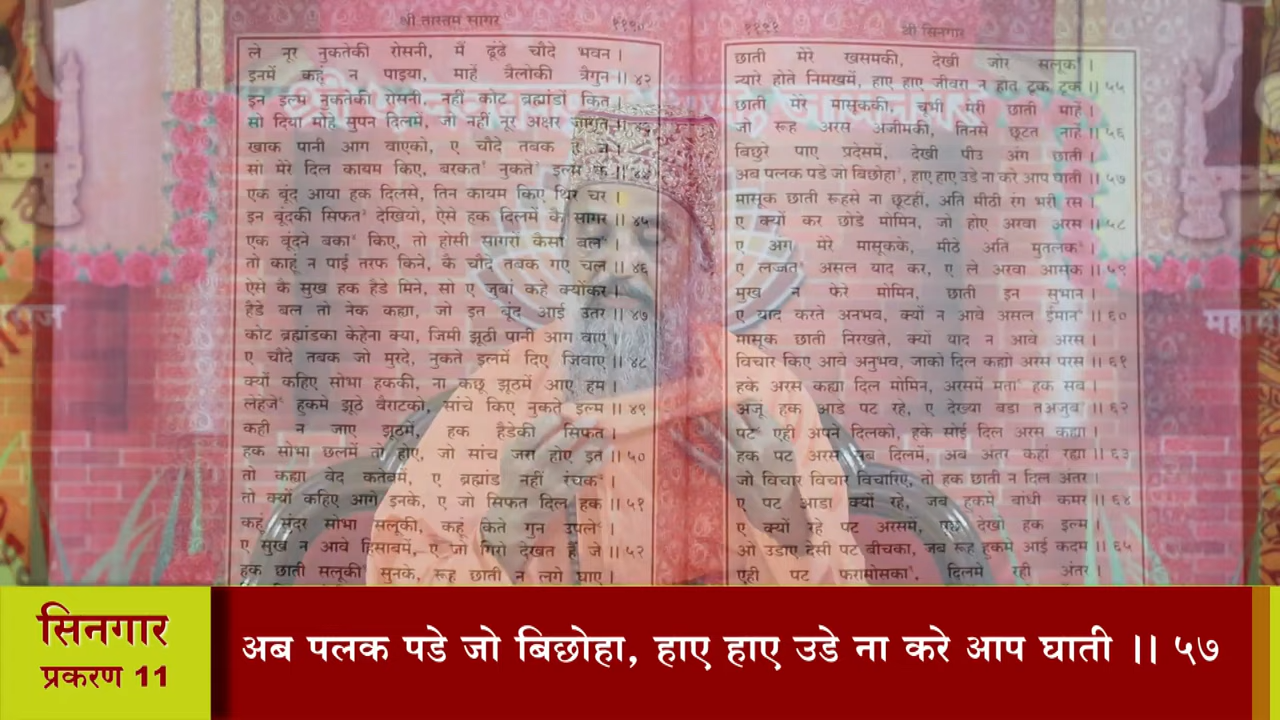 श्री तारतम सागर
१११०
ले नूर नुकतेकी रोसनी, मैं ढूंढे चौदे भवन ।
इनमें कहूं न पाइया, माहें त्रैलोकी त्रैगुन ।। ४२
इन इल्म नुकतेकी रोसनी, नहीं कोट ब्रह्मांडों कित ।
सो दिया मोहे सुपन दिलमें, जो नहीं नूर अक्षर जाग्रत
खाक पानी आग वाएको, ए चौदे तबक
सो मेरे दिल कायम किए, बरकत नुकते इल्म
एक बूंद आया हक दिलसे, तिन कायम किए थिर चर ।
इन बूंदकी सिफत देखियो, ऐसे हक दिलमें कै सागर ।। ४५
एक बूंदने बका किए, तो होसी सागरों कैसा बल ।
तो काहूं न पाई तरफ किने, कै चौदे तबक गए चल ।। ४६
ऐसे कै सुख हक हैडे मिने, सो ए जुबां कहे क्योंकर ।
हैडे बल तो नेक कह्या, जो इत बूंद आई उतर ।। ४७
कोट ब्रह्मांडका केहेना क्या, जिमी झूठी पानी आग वाए ।
ए चौदे तबक जो मुरदे, नुकते इलमें दिए जिवाए ।। ४८
क्यों कहिए सोभा हककी, ना कछू झूठमें आए हम ।
लेहेजे हुकमें झूठे वैराटको, सांचे किए नुकते इल्म ।। ४९
कही न जाए झूठमें, हक हैडेकी सिफत ।
हक सोभा छलमें तो होए, जो सांच जरा होए इत ।। ५०
तो कह्या वेद कतेबमें, ए ब्रह्मांड नहीं रंचक ।
तो क्यों कहिए आगे इनके, ए जो सिफत दिल हक ।। ५१
कहूं सुंदर सोभा सलूकी, कहूं किते गुन उपले ।
ए सुख न आवे हिसाबमें, ए जो गिरो देखत है जे ।। ५२
हक छाती सलूकी सुनके, रूह छाती न लगे घाए ।
११११
श्री सिनगार
छाती मेरे खसमकी, देखी जोर सलूक ।
न्यारे होते निमखमें, हाए हाए जीवरा न होत टूक टूक ।। ५५
छाती मेरे मासूककी, चुभी मेरी छाती माहें ।
जो रूह अरस अजीमकी, तिनसे छूटत नाहें ।। ५६
बिछुरे पाए प्रदेसमें, देखी पीउ अंग छाती ।
अब पलक पडे जो बिछोहा, हाए हाए उडे ना करे आप घाती ।। ५७
मासूक छाती रूहसे ना छूटहीं, अति मीठी रंग भरी रस ।
ए क्यों कर छोडे मोमिन, जो होए अरवा अरस ।। ५८
ए अंग मेरे मासूकके, मीठे अति मुतलक ।
ए लज्जत असल याद कर, ए ले अरवा आसूक ।। ५९
मुख न फेरे मोमिन, छाती इन सुभान ।
ए याद करते अनभव, क्यों न आवे असल ईमान ।। ६०
मासूक छाती निरखते, क्यों याद न आवे अरस ।
विचार किए आवे अनुभव, जाको दिल कह्यो अरस परस ।। ६१
हके अरस कह्या दिल मोमिन, अरसमें मता हक सब ।
अजूं हक आडे पट रहे, ए देख्या बडा तअजुब ।। ६२
पट एही अपने दिलको, हके सोई दिल अरस कह्या ।
हक पट अरस सब दिलमें, अब अंतर कहां रह्या ।। ६३
जो विचार विचार विचारिए, तो हक छाती न दिल अंतर ।
ए पट आडा क्यों रहे, जब हुकमें बांधी कमर ।। ६४
ए क्यों रहे पट अरसमें, पूछ देखो हक इल्म ।
ओ उडाए देसी पट बीचका, जब रूह हुकमें आई कदम ।। ६५
एही पट फरामोसका, दिलमें रही अंतर ।
महाम
सिनगार
प्रकरण 11
अब पलक पडे जो बिछोहा, हाए हाए उडे ना करे आप घाती ।। ५७